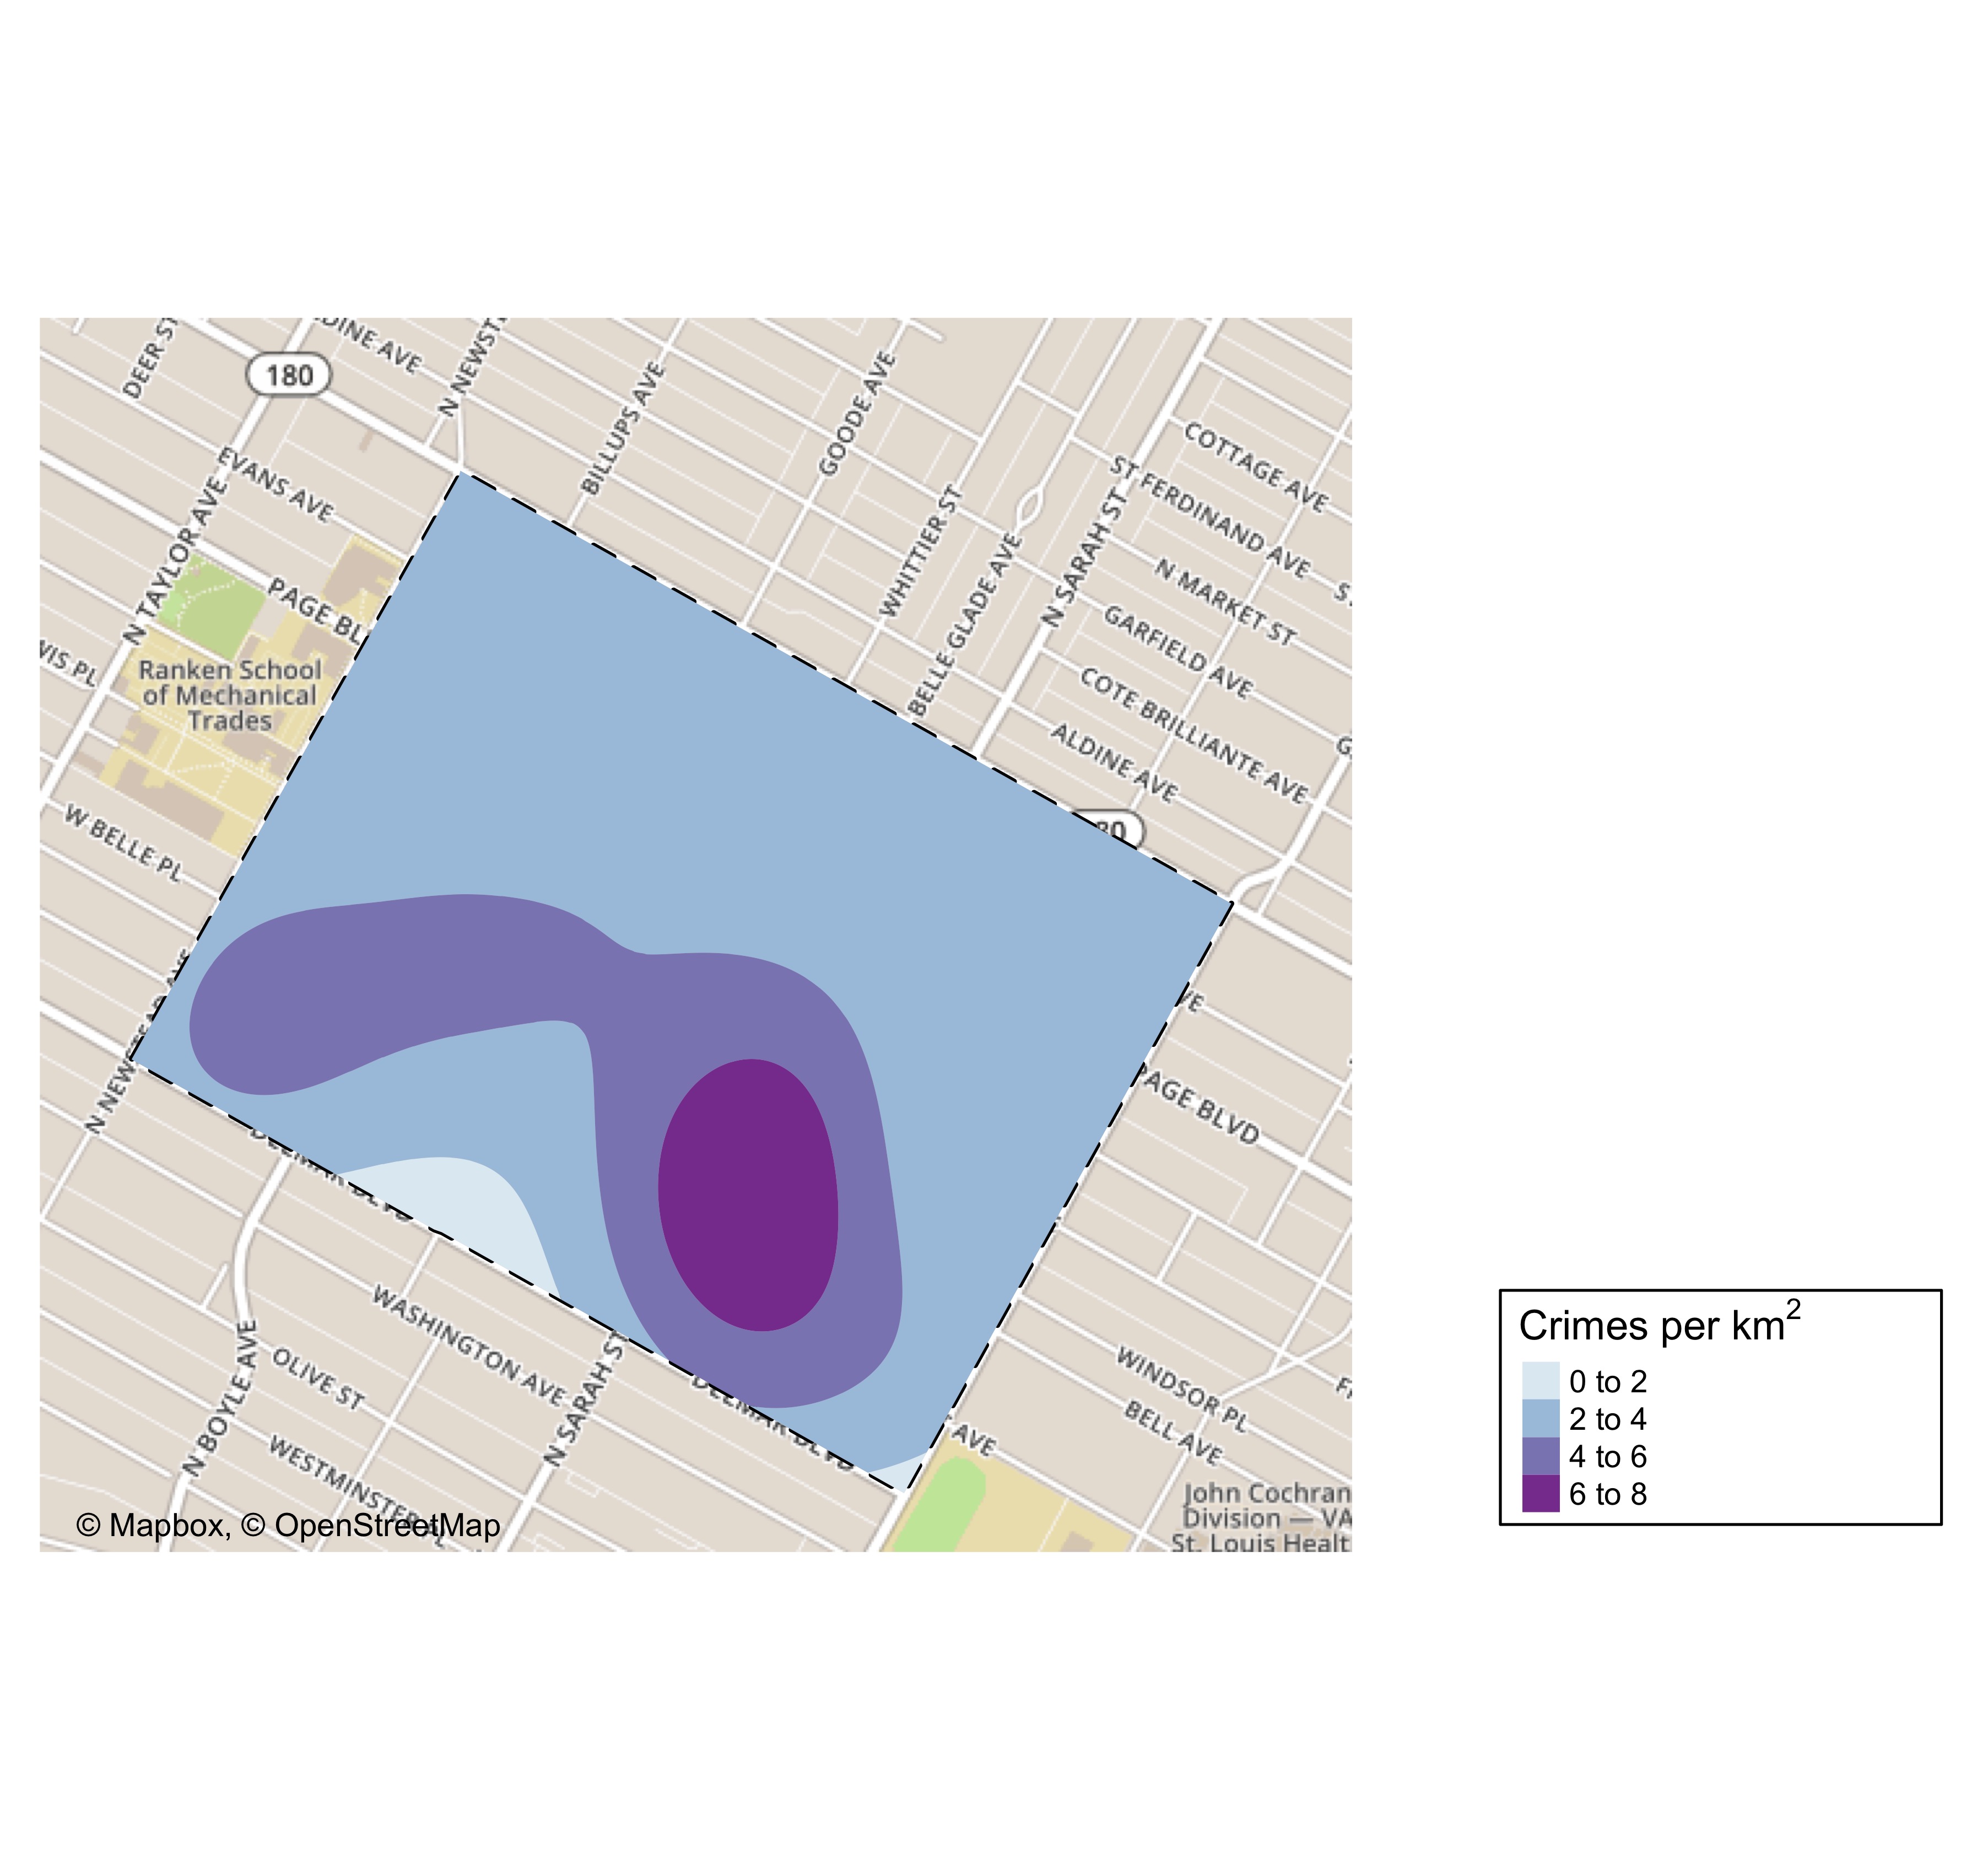 DEER ST
DINE AVE
N NEWST
180
BILLUPS AVE
GOODE AVE
COTTAGE AVE
EVANS AVE
ST FERDINAND AVE
S
N TAYLOR AVE
WHITTIER ST
N SARAH ST
N MARKET ST
PAGE BL
BELLE GLADE AVE
GARFIELD AVE
WIS PL
Ranken School
of Mechanical
Trades
COTE BRILLIANTE AVE
G
ALDINE AVE
W BELLE PL
80
VE
N NEWSTEAD AVE
PAGE BLVD
DELMAR BLVD
WASHINGTON AVE
Crimes per km2
OLIVE ST
N SARAH ST
WINDSOR PL
F
0 to 2
N BOYLE AVE
DELMAR BLVD
BELL AVE
2 to 4
AVE
4 to 6
WESTMINSTER PL
John Cochran
6 to 8
Division — VA
© Mapbox, © OpenStreetMap
St. Louis Healt